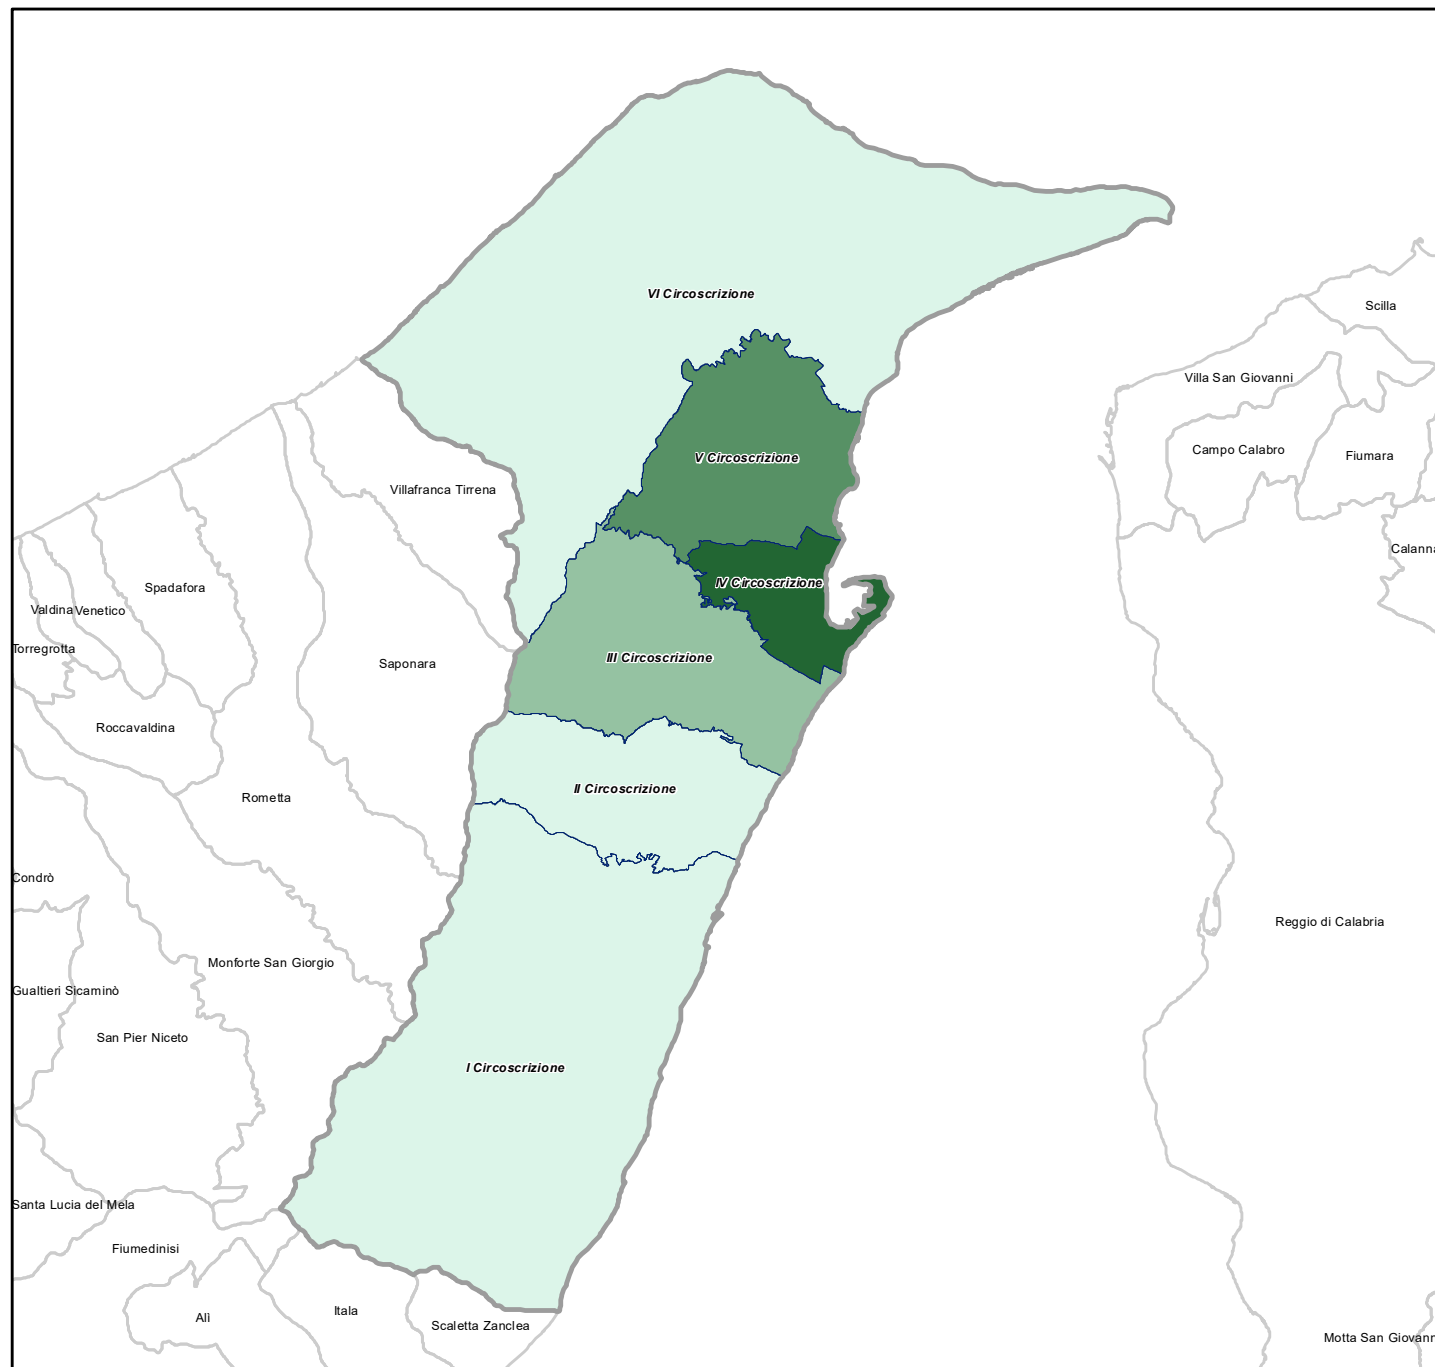 VI Circoscrizione
Scilla
Villa San Giovanni
Campo Calabro
Fiumara
V Circoscrizione
Villafranca Tirrena
Calanna
IV Circoscrizione
Spadafora
Valdina
Venetico
Torregrotta
III Circoscrizione
Saponara
Roccavaldina
II Circoscrizione
Rometta
Condrò
Reggio di Calabria
Monforte San Giorgio
Gualtieri Sicaminò
San Pier Niceto
I Circoscrizione
Santa Lucia del Mela
Fiumedinisi
Itala
Alì
Scaletta Zanclea
Motta San Giovann